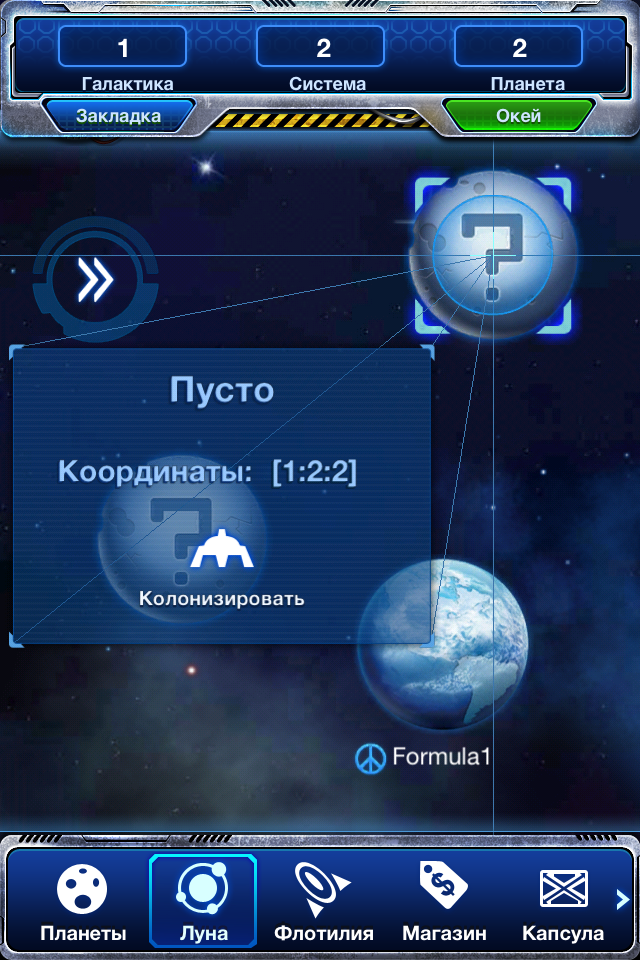 1 2 2
Галактика Система Планета
Закладка Окей
?
Пусто
Координаты: [1:2:2]
?
Колонизировать
Formula1
Планеты Луна Флотилия Магазин Капсула